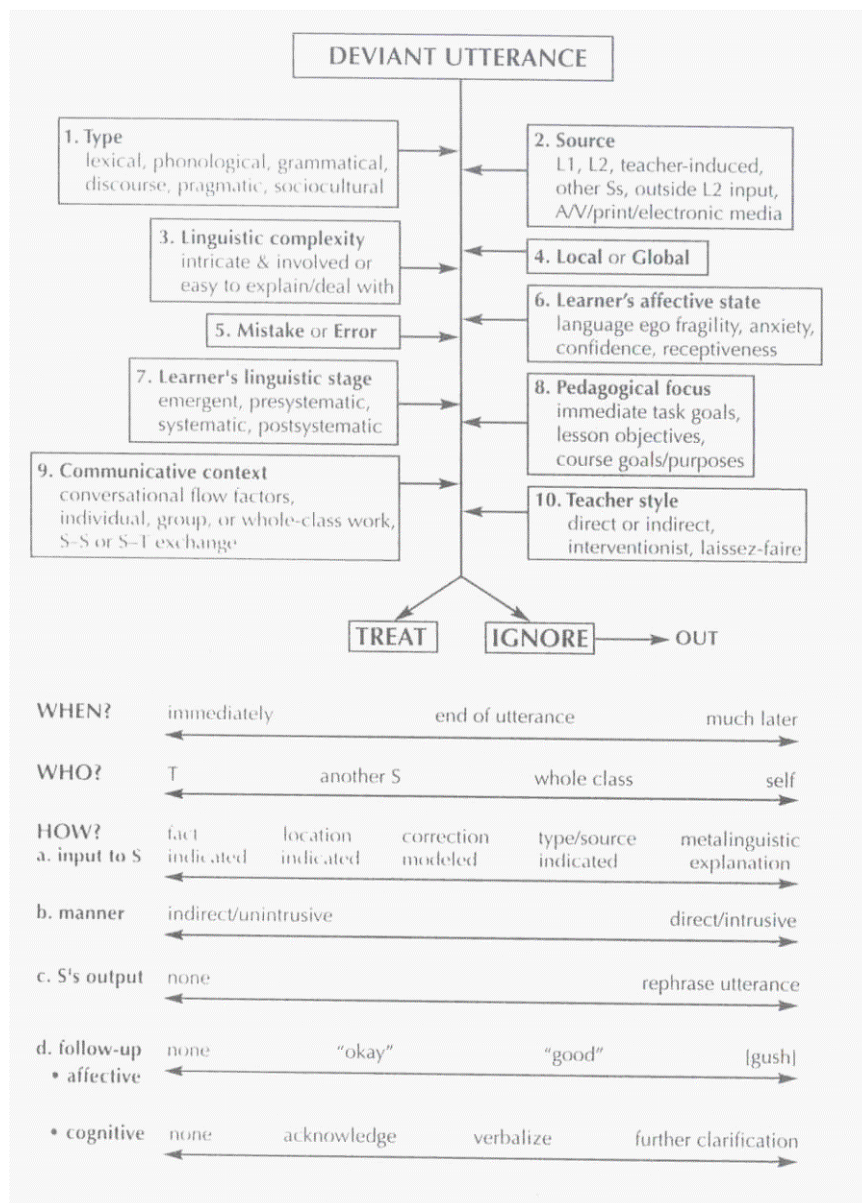 DEVIANT UTTERANCE
1. Type
lexical, phonological, grammatical,
discourse, pragmatic, sociocultural
2. Source
L1, L2, teacher-induced,
other Ss, outside L2 input,
A/V/print/electronic media
3. Linguistic complexity
intricate & involved or
easy to explain/deal with
4. Local or Global
5. Mistake or Error
6. Learner's affective state
language ego fragility, anxiety,
confidence, receptiveness
7. Learner's linguistic stage
emergent, presystematic,
systematic, postsystematic
8. Pedagogical focus
immediate task goals,
lesson objectives,
course goals/purposes
9. Communicative context
conversational flow factors,
individual, group, or whole-class work,
S–S or S–T exchange
10. Teacher style
direct or indirect,
interventionist, laissez-faire
TREAT IGNORE OUT
WHEN? immediately end of utterance much later
WHO? T another S whole class self
HOW? fact location correction type/source metalinguistic
a. input to S indicated indicated modeled indicated explanation
b. manner indirect/unintrusive direct/intrusive
c. S's output none rephrase utterance
d. follow-up none "okay" "good" [gush]
• affective
• cognitive none acknowledge verbalize further clarification